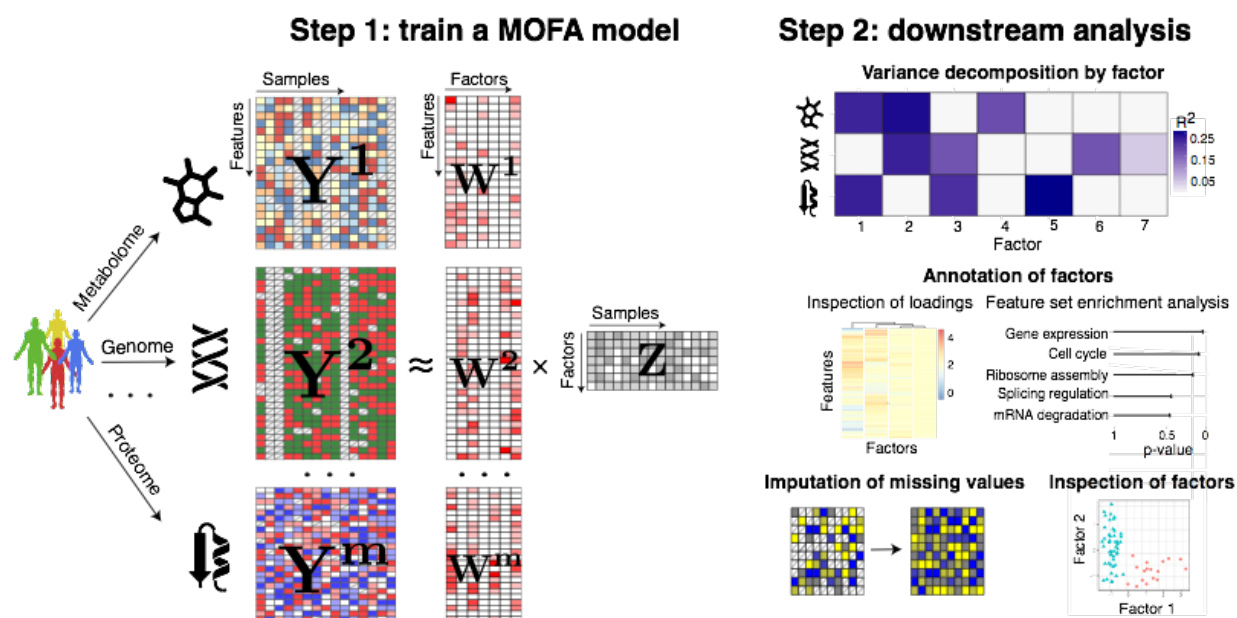 Step 1: train a MOFA model
Samples
Features
Y1
Factors
Features
W1
Metabolome
Genome
. . .
Proteome
Y2
≈
W2
×
Samples
Factors
Z
. . .
. . .
Ym
Wm
Step 2: downstream analysis
Variance decomposition by factor
R2
0.25
0.15
0.05
1 2 3 4 5 6 7
Factor
Annotation of factors
Inspection of loadings
Features
Factors
4
2
0
Feature set enrichment analysis
Gene expression
Cell cycle
Ribosome assembly
Splicing regulation
mRNA degradation
1 0.5 0
p-value
Imputation of missing values
Inspection of factors
Factor 2
Factor 1